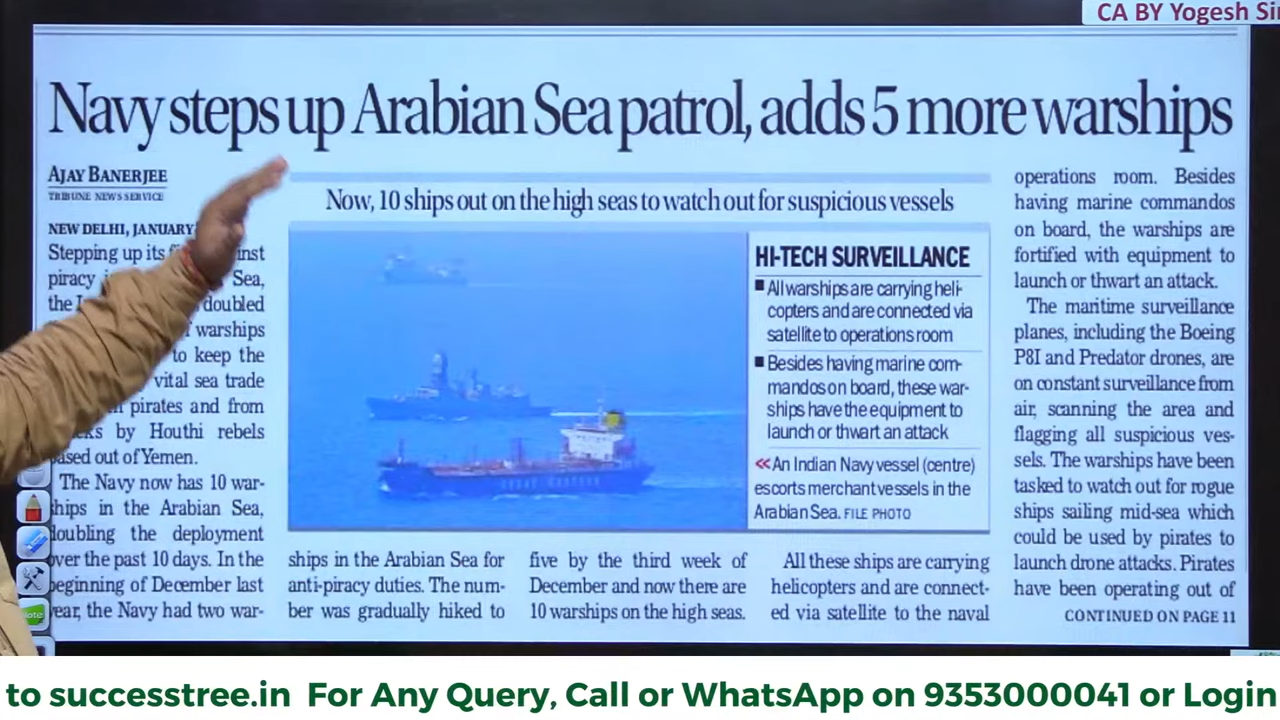 CA BY Yogesh
Navy steps up Arabian Sea patrol, adds 5 more warships
AJAY BANERJEE
TRIBUNE NEWS SERVICE
Now, 10 ships out on the high seas to watch out for suspicious vessels
NEW DELHI, JANUARY
Stepping up its
piracy Sea,
the doubled
warships
to keep the
vital sea trade
pirates and from
by Houthi rebels
based out of Yemen.
The Navy now has 10 war-
ships in the Arabian Sea,
doubling the deployment
over the past 10 days. In the
beginning of December last
year, the Navy had two war-
HI-TECH SURVEILLANCE
■ All warships are carrying heli-
copters and are connected via
satellite to operations room
■ Besides having marine com-
mandos on board, these war-
ships have the equipment to
launch or thwart an attack
«An Indian Navy vessel (centre)
escorts merchant vessels in the
Arabian Sea. FILE PHOTO
ships in the Arabian Sea for
anti-piracy duties. The num-
ber was gradually hiked to
five by the third week of
December and now there are
10 warships on the high seas.
All these ships are carrying
helicopters and are connect-
ed via satellite to the naval
operations room. Besides
having marine commandos
on board, the warships are
fortified with equipment to
launch or thwart an attack.
The maritime surveillance
planes, including the Boeing
P8I and Predator drones, are
on constant surveillance from
air, scanning the area and
flagging all suspicious ves-
sels. The warships have been
tasked to watch out for rogue
ships sailing mid-sea which
could be used by pirates to
launch drone attacks. Pirates
have been operating out of
CONTINUED ON PAGE 11
to successtree.in For Any Query, Call or WhatsApp on 9353000041 or Login